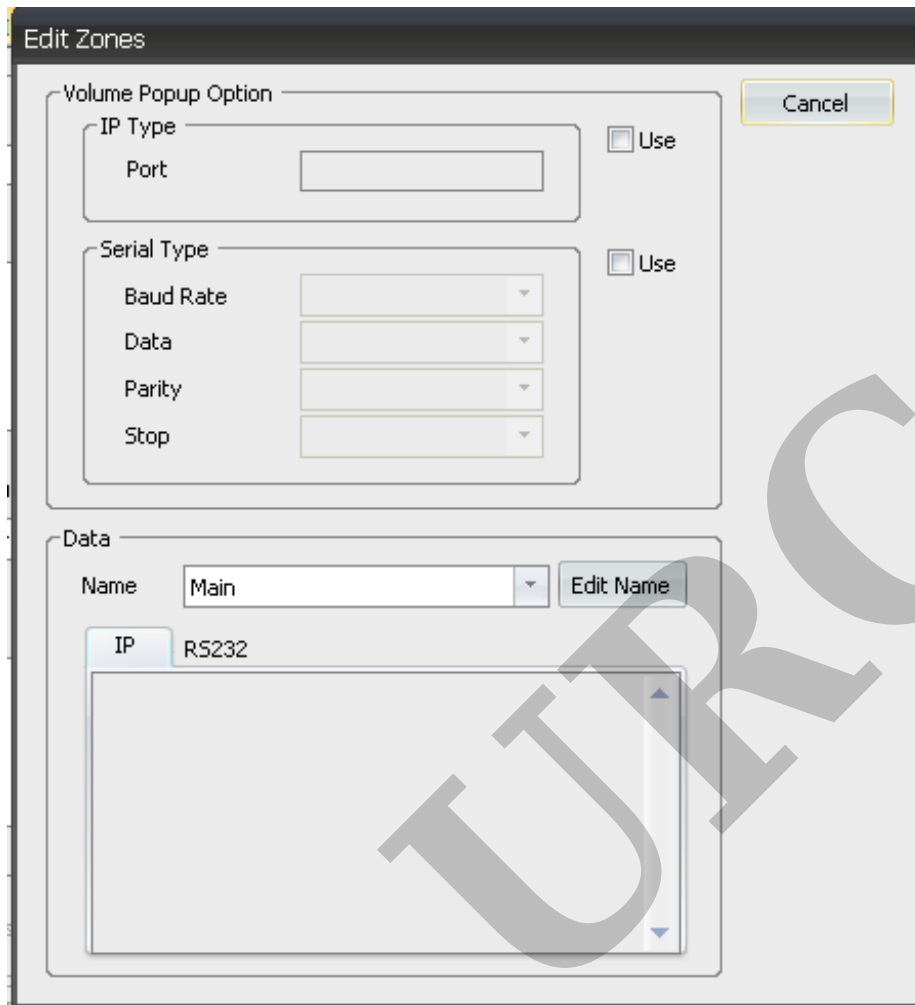 Edit Zones
Volume Popup Option
Cancel
IP Type
Use
Port
Serial Type
Use
Baud Rate
Data
Parity
Stop
Data
Name
Main
Edit Name
IP
RS232
URC